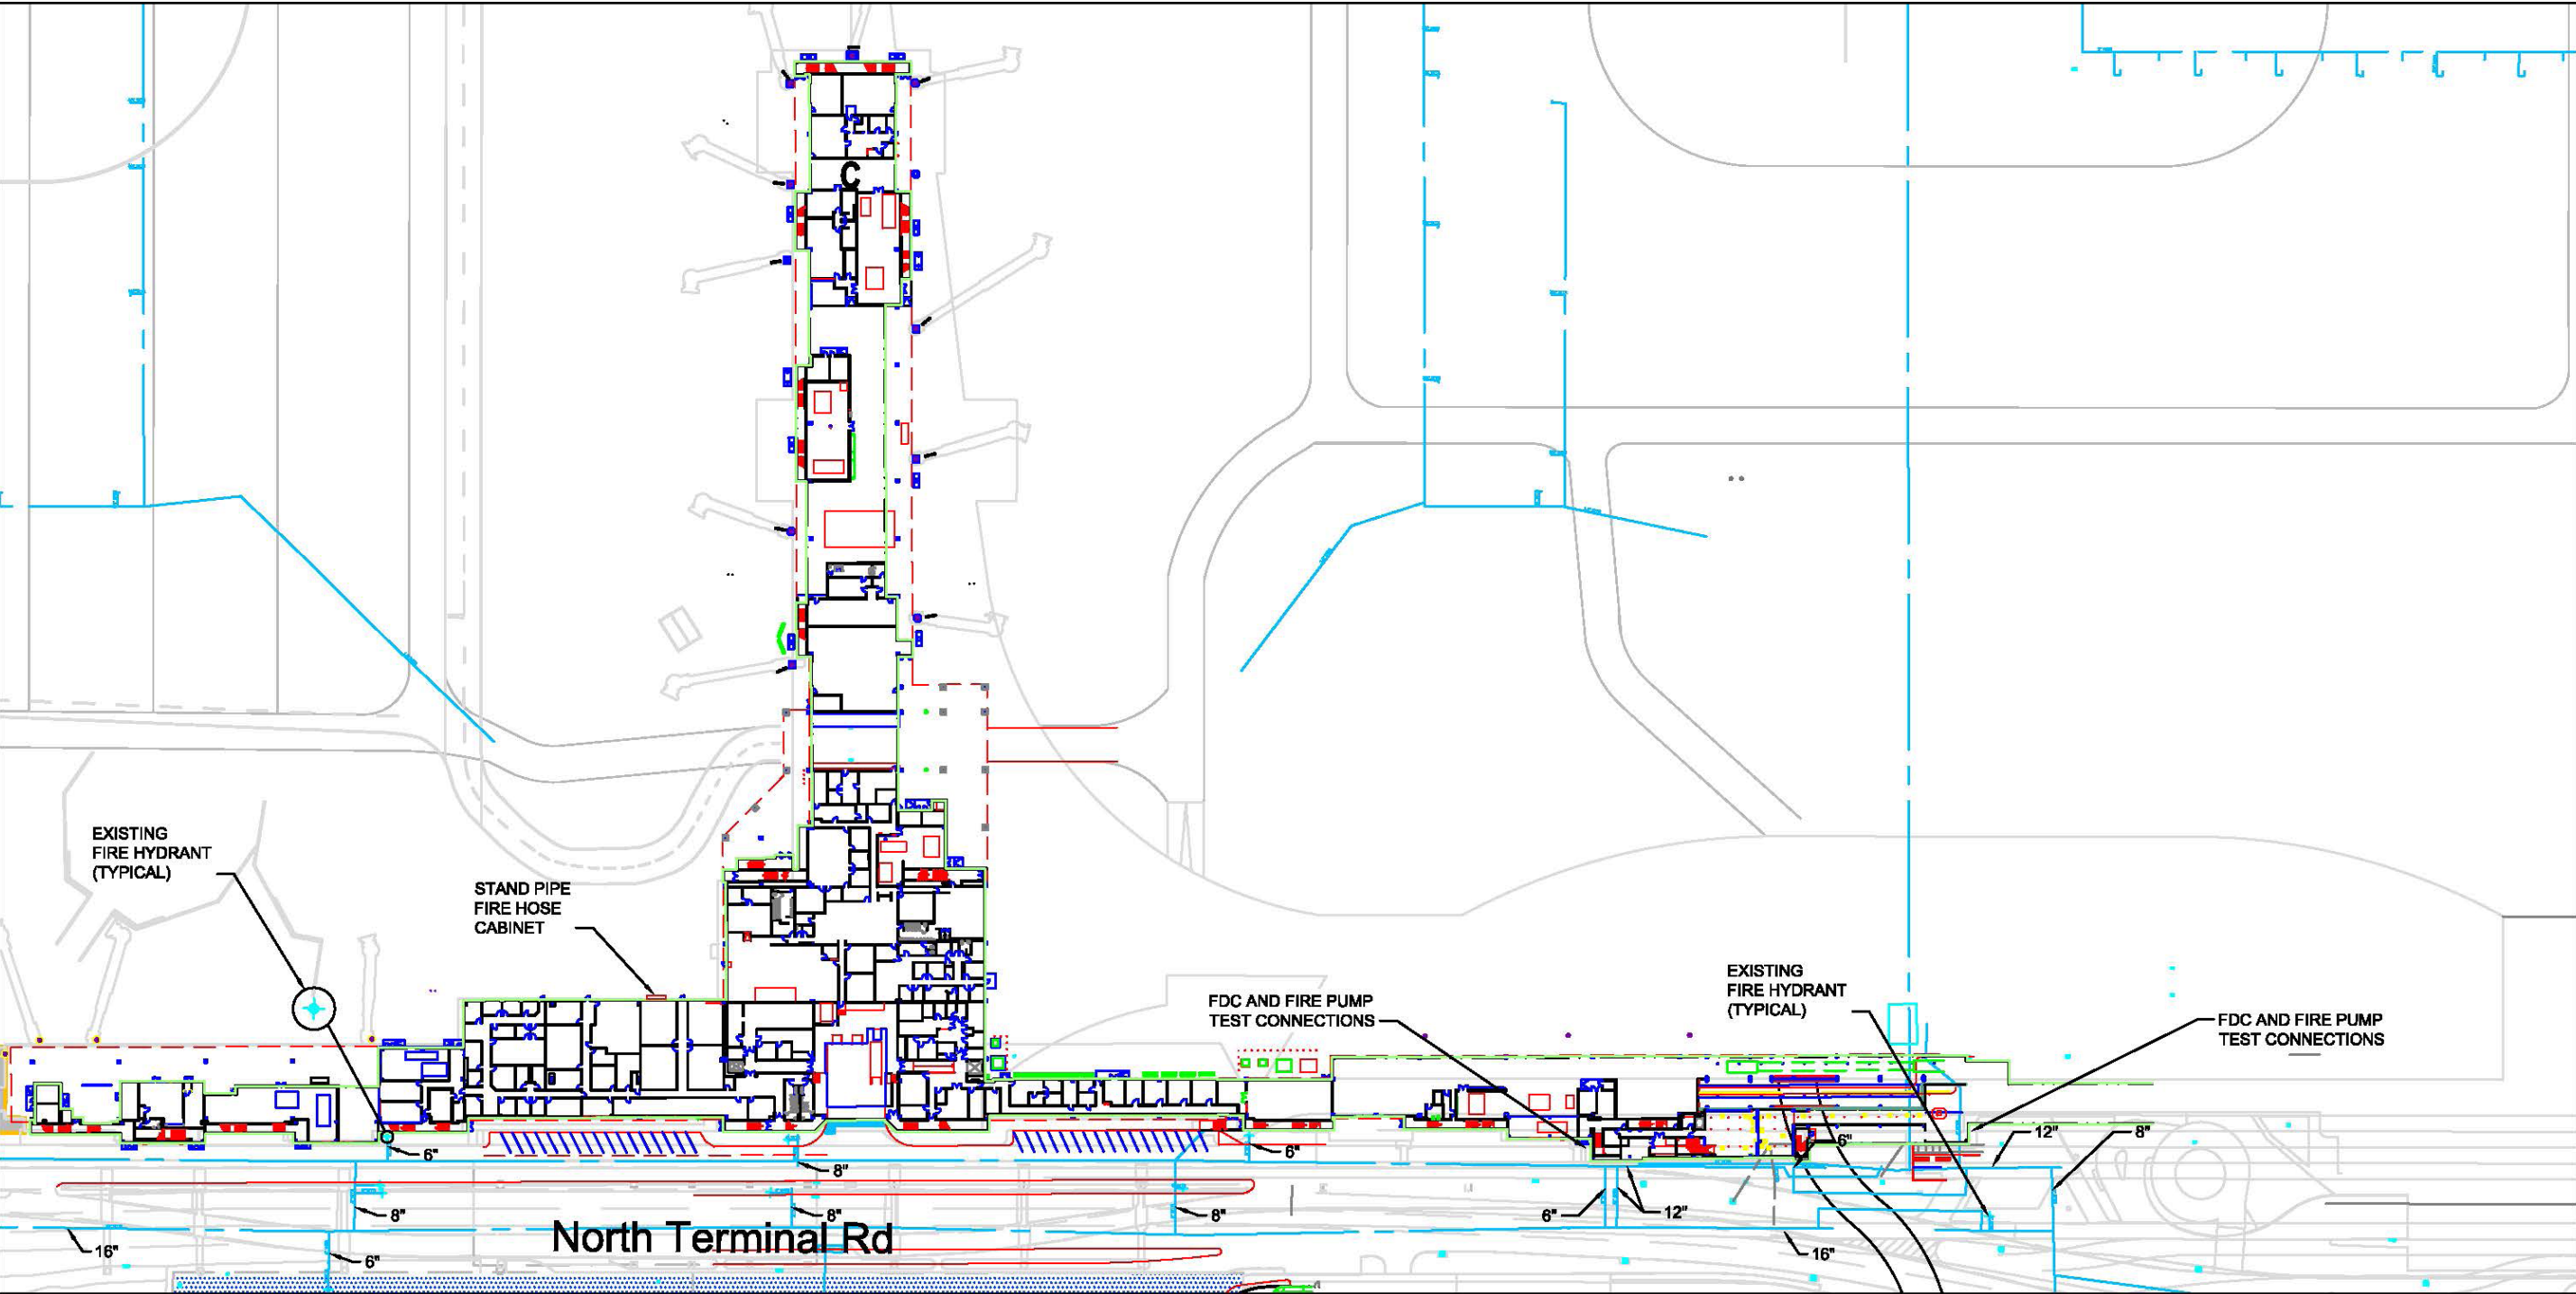 C
EXISTING
FIRE HYDRANT
(TYPICAL)
STAND PIPE
FIRE HOSE
CABINET
EXISTING
FIRE HYDRANT
(TYPICAL)
FDC AND FIRE PUMP
TEST CONNECTIONS
FDC AND FIRE PUMP
TEST CONNECTIONS
6"
8"
6"
6"
12"
8"
8"
8"
8"
6"
12"
16"
6"
16"
North Terminal Rd